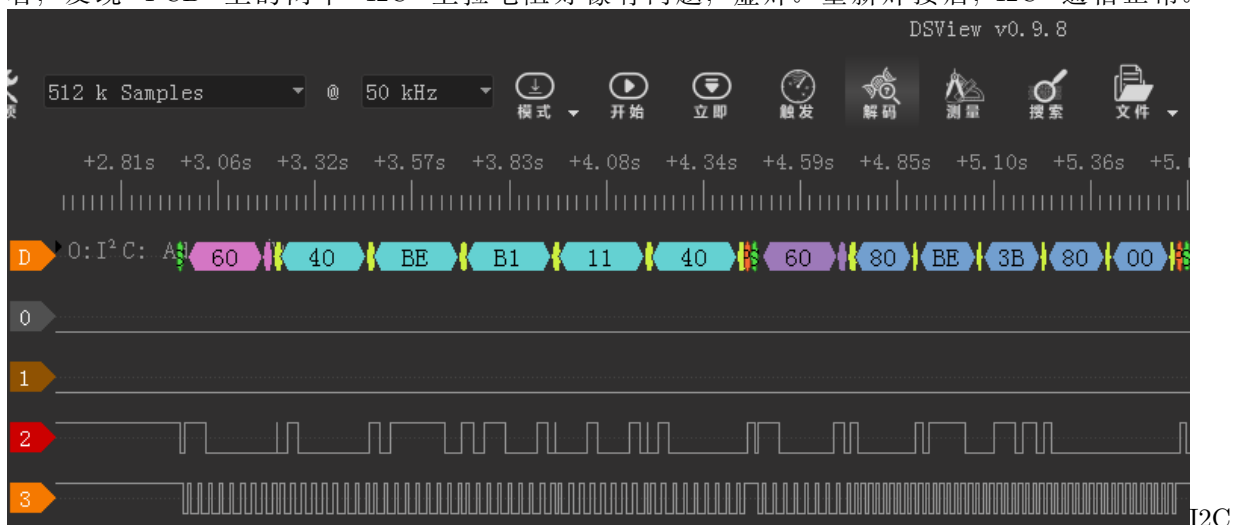 DSView v0.9.8
512 k Samples @ 50 kHz 模式 开始 立即 触发 解码 测量 搜索 文件
+2.81s +3.06s +3.32s +3.57s +3.83s +4.08s +4.34s +4.59s +4.85s +5.10s +5.36s
D 0:I²C: 60 40 BE B1 11 40 60 80 BE 3B 80 00
0
1
2
3
I2C